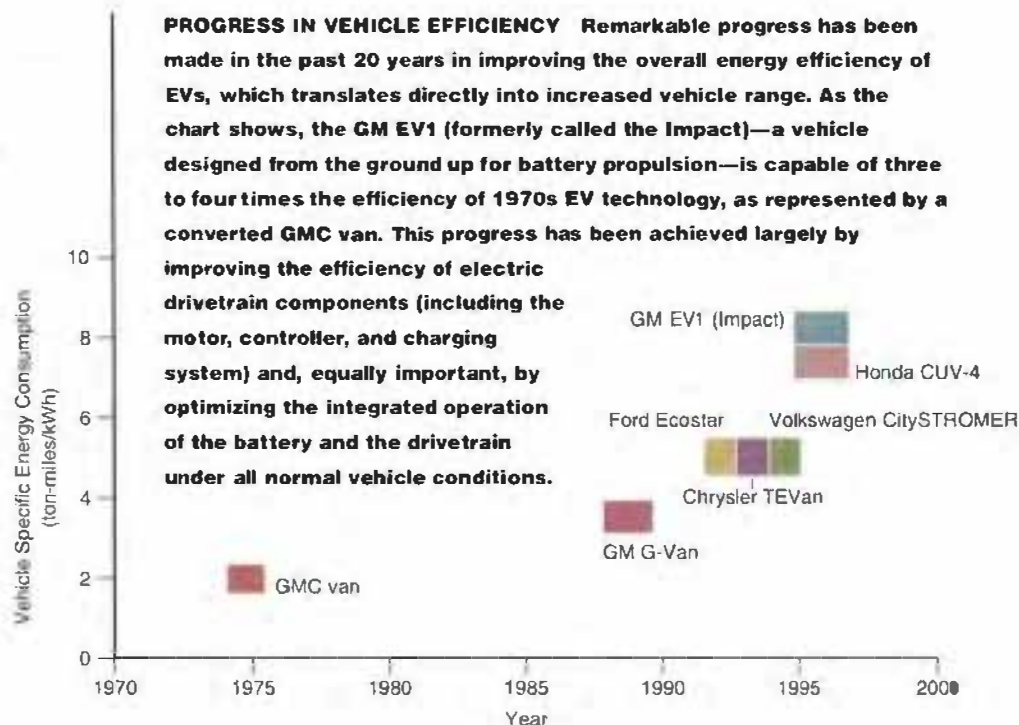 PROGRESS IN VEHICLE EFFICIENCY Remarkable progress has been
made in the past 20 years in improving the overall energy efficiency of
EVs, which translates directly into increased vehicle range. As the
chart shows, the GM EV1 (formerly called the Impact)—a vehicle
designed from the ground up for battery propulsion—is capable of three
to four times the efficiency of 1970s EV technology, as represented by a
converted GMC van. This progress has been achieved largely by
improving the efficiency of electric
drivetrain components (including the
motor, controller, and charging
system) and, equally important, by
optimizing the integrated operation
of the battery and the drivetrain
under all normal vehicle conditions.
Vehicle Specific Energy Consumption
(ton-miles/kWh)
10
8
6
4
2
0
GM EV1 (Impact)
Honda CUV-4
Ford Ecostar
Volkswagen CitySTROMER
Chrysler TEVan
GM G-Van
GMC van
1970
1975
1980
1985
1990
1995
2000
Year